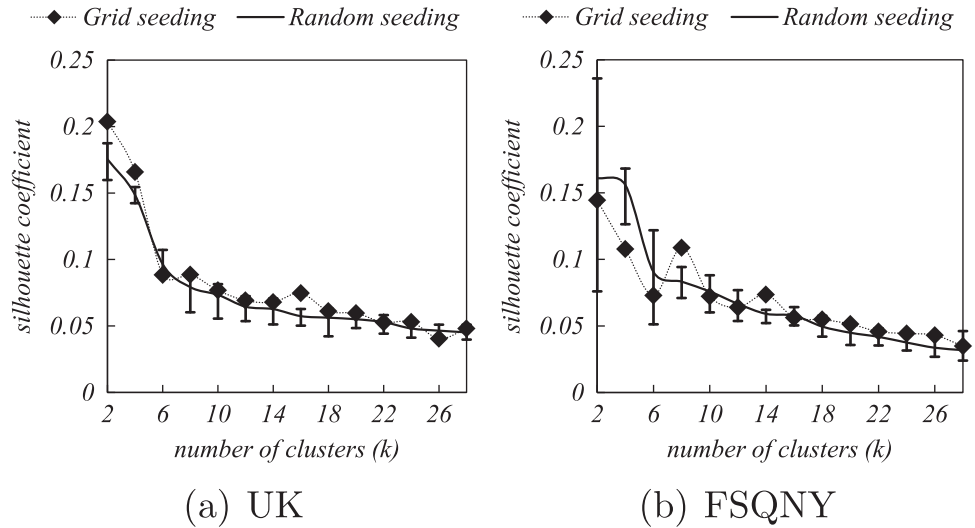 Grid seeding Random seeding
0.25
0.2
0.15
0.1
0.05
0
silhouette coefficient
2 6 10 14 18 22 26
number of clusters (k)
(a) UK
Grid seeding Random seeding
0.25
0.2
0.15
0.1
0.05
0
silhouette coefficient
2 6 10 14 18 22 26
number of clusters (k)
(b) FSQNY